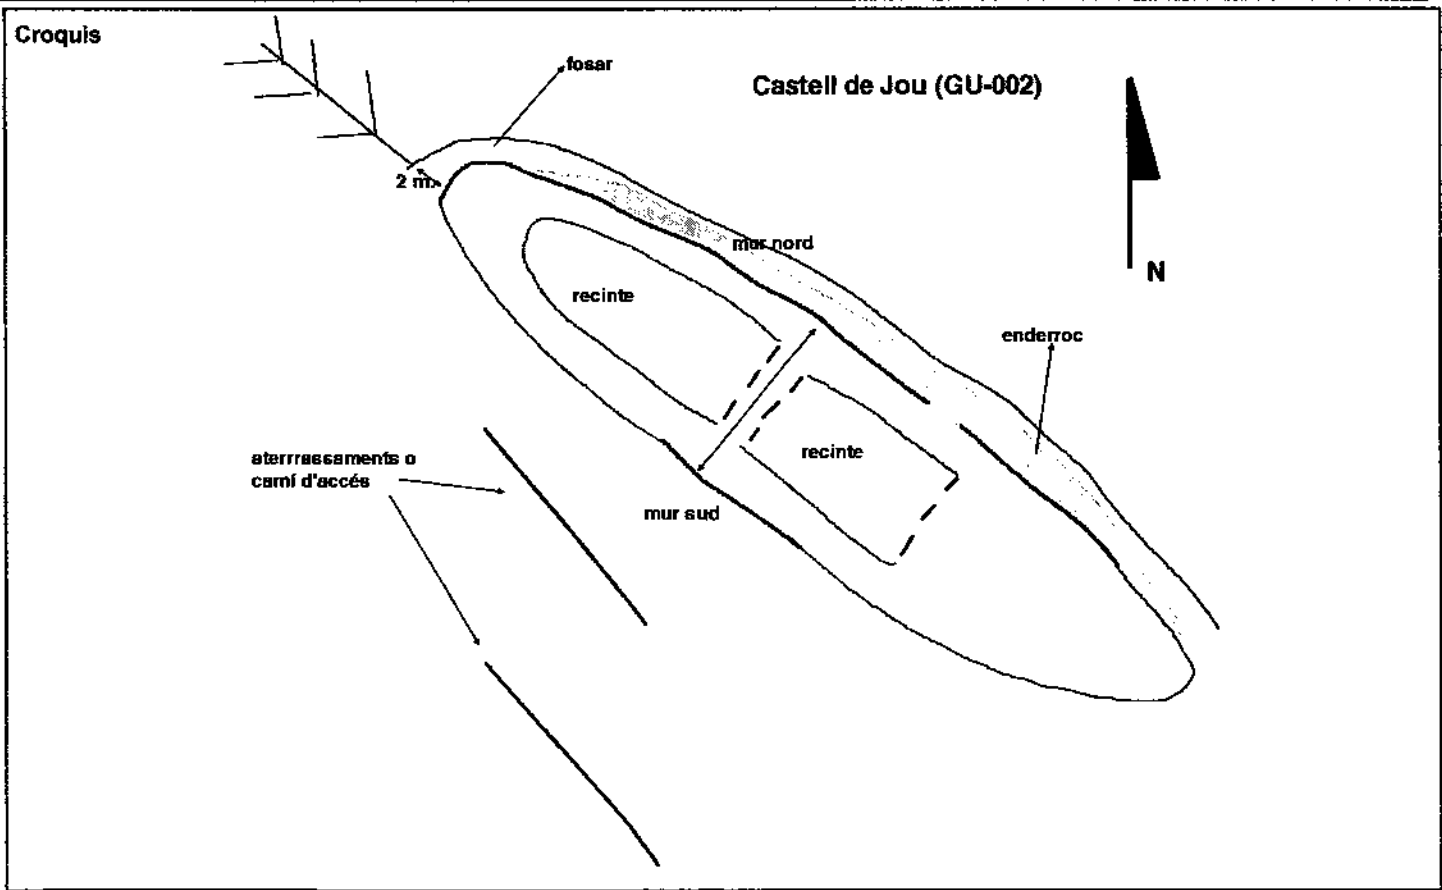 Croquis
fosar
Castell de Jou (GU-002)
2 m.
N
mur nord
recinte
enderroc
recinte
aterrrassaments o
camí d'accés
mur sud